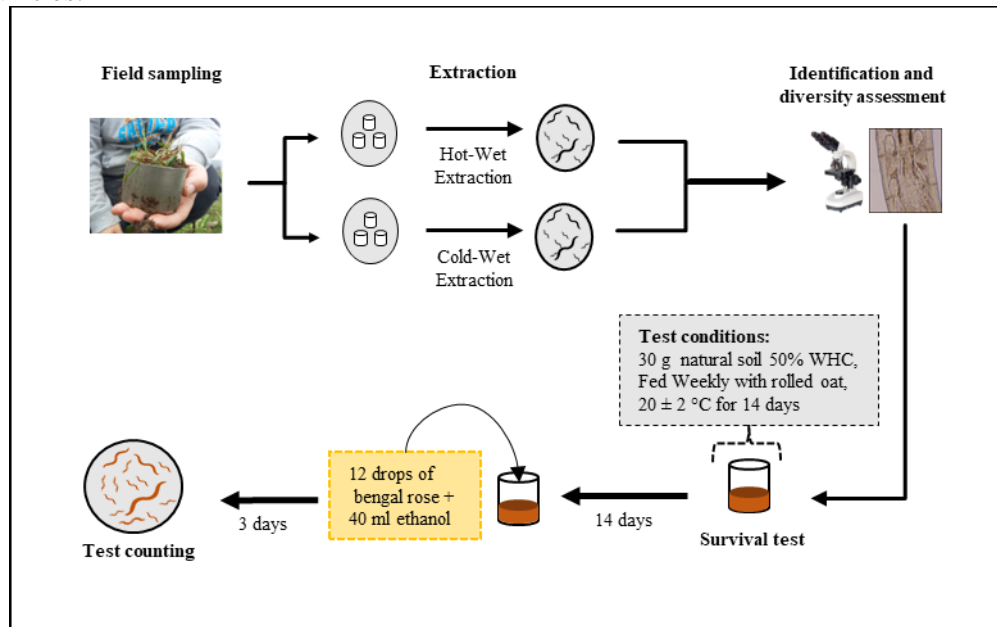 Field sampling
Extraction
Identification and
diversity assessment
Hot-Wet
Extraction
Cold-Wet
Extraction
Test conditions:
30 g natural soil 50% WHC,
Fed Weekly with rolled oat,
20 ± 2 °C for 14 days
Survival test
14 days
12 drops of
bengal rose +
40 ml ethanol
3 days
Test counting